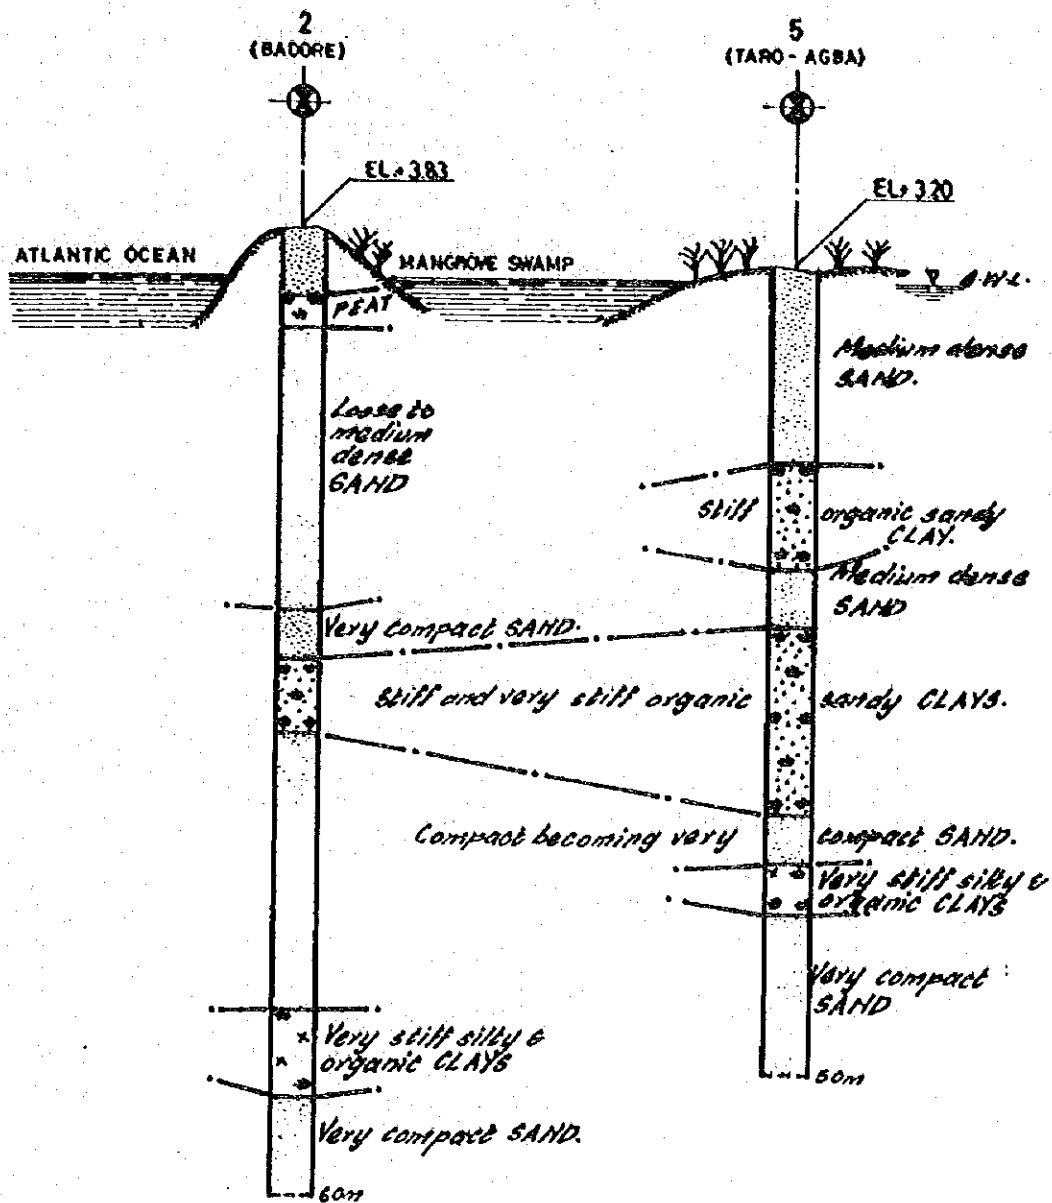 2
(BADORE)
5
(TARO-AGBA)
EL+3.83
EL+3.20
ATLANTIC OCEAN
MANGROVE SWAMP
G.W.L.
PEAT
Medium dense
SAND.
Loose to
medium
dense
SAND
Stiff organic sandy
CLAY.
Medium dense
SAND
Very compact SAND.
Stiff and very stiff organic sandy CLAYS.
Compact becoming very compact SAND.
Very stiff silty &
organic CLAYS
Very compact
SAND
Very stiff silty &
organic CLAYS
50m
Very compact SAND.
60m